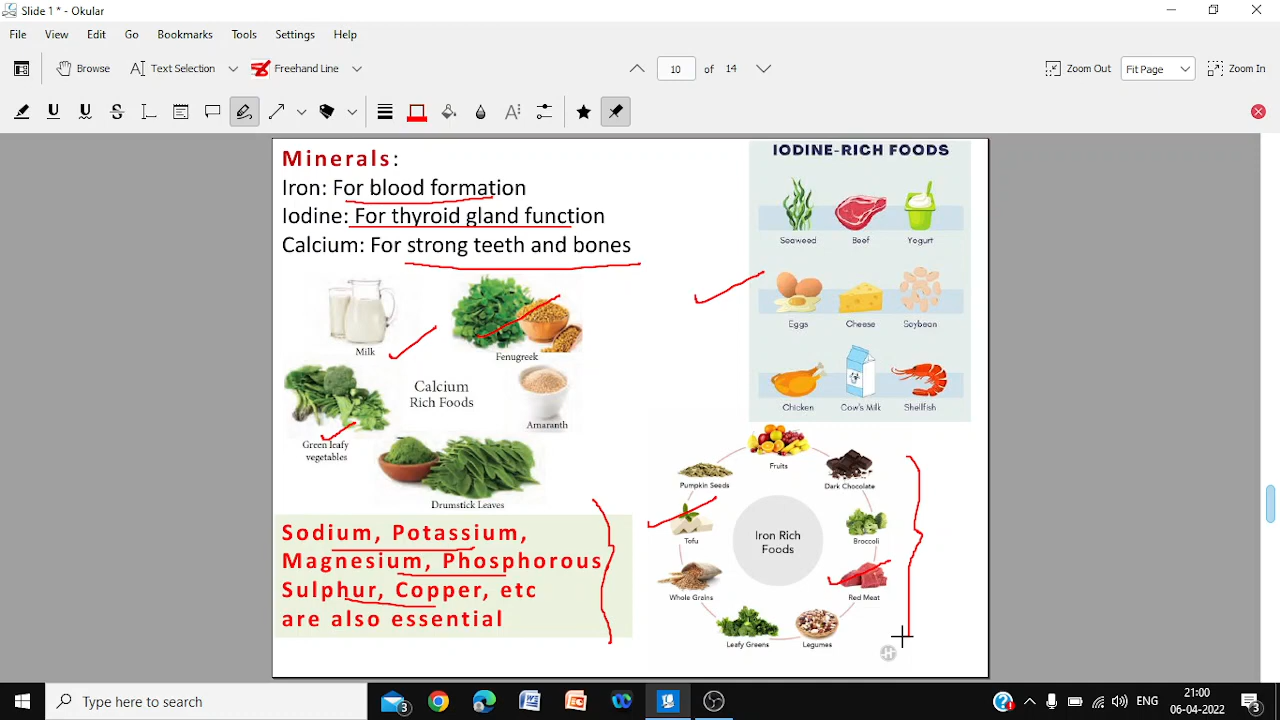 Slide 1 * - Okular
File View Edit Go Bookmarks Tools Settings Help
Browse Text Selection Freehand Line 10 of 14 Zoom Out Fit Page Zoom In
Minerals:
Iron: For blood formation
Iodine: For thyroid gland function
Calcium: For strong teeth and bones
Milk
Fenugreek
Calcium
Rich Foods
Green leafy
vegetables
Amaranth
Drumstick Leaves
Sodium, Potassium,
Magnesium, Phosphorous,
Sulphur, Copper, etc
are also essential
IODINE-RICH FOODS
Seaweed Beef Yogurt
Eggs Cheese Soybean
Chicken Cow's Milk Shellfish
Fruits
Pumpkin Seeds
Dark Chocolate
Tofu
Iron Rich
Foods
Broccoli
Whole Grains
Red Meat
Leafy Greens
Legumes
Type here to search
3
ENG
21:00
06-04-2022
3